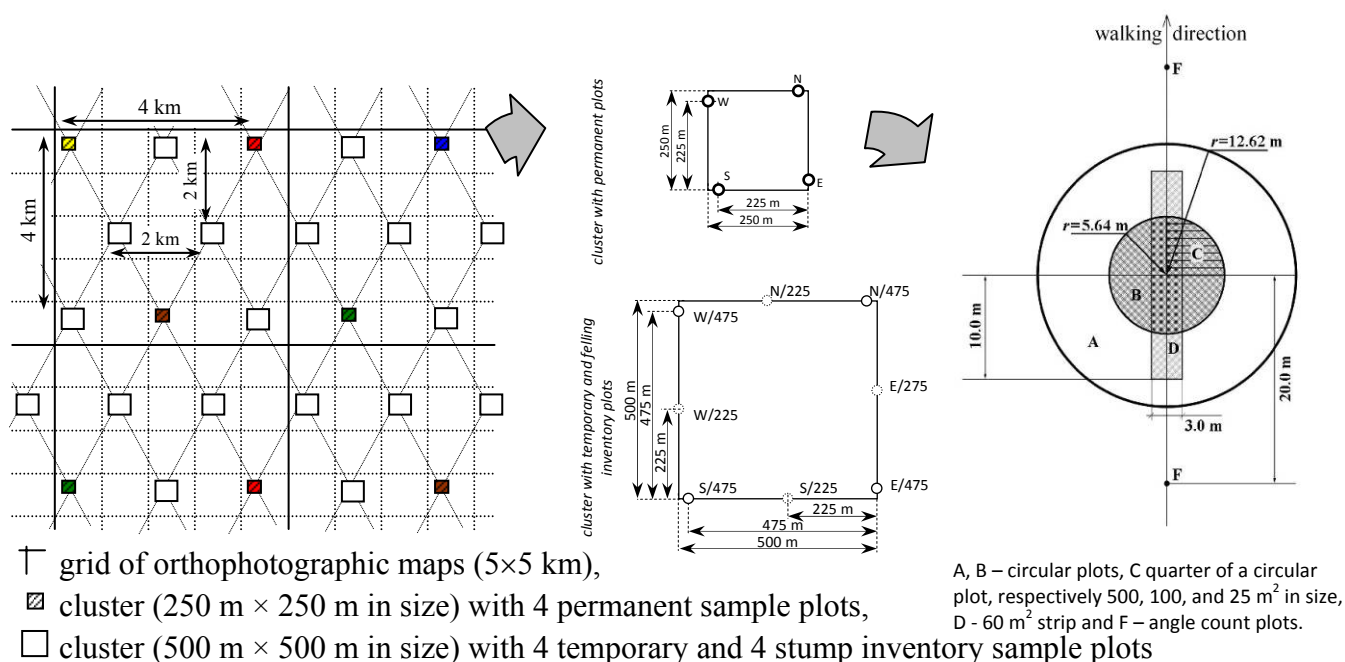 4 km
4 km
2 km
2 km
cluster with permanent plots
W
N
S
E
250 m
225 m
225 m
250 m
cluster with temporary and felling
inventory plots
N/225
N/475
W/475
E/275
W/225
S/475
S/225
E/475
500 m
475 m
225 m
225 m
475 m
500 m
walking direction
F
r=12.62 m
r=5.64 m
C
B
A
D
10.0 m
20.0 m
3.0 m
F
grid of orthophotographic maps (5×5 km),
cluster (250 m × 250 m in size) with 4 permanent sample plots,
cluster (500 m × 500 m in size) with 4 temporary and 4 stump inventory sample plots
A, B – circular plots, C quarter of a circular
plot, respectively 500, 100, and 25 m² in size,
D - 60 m² strip and F – angle count plots.